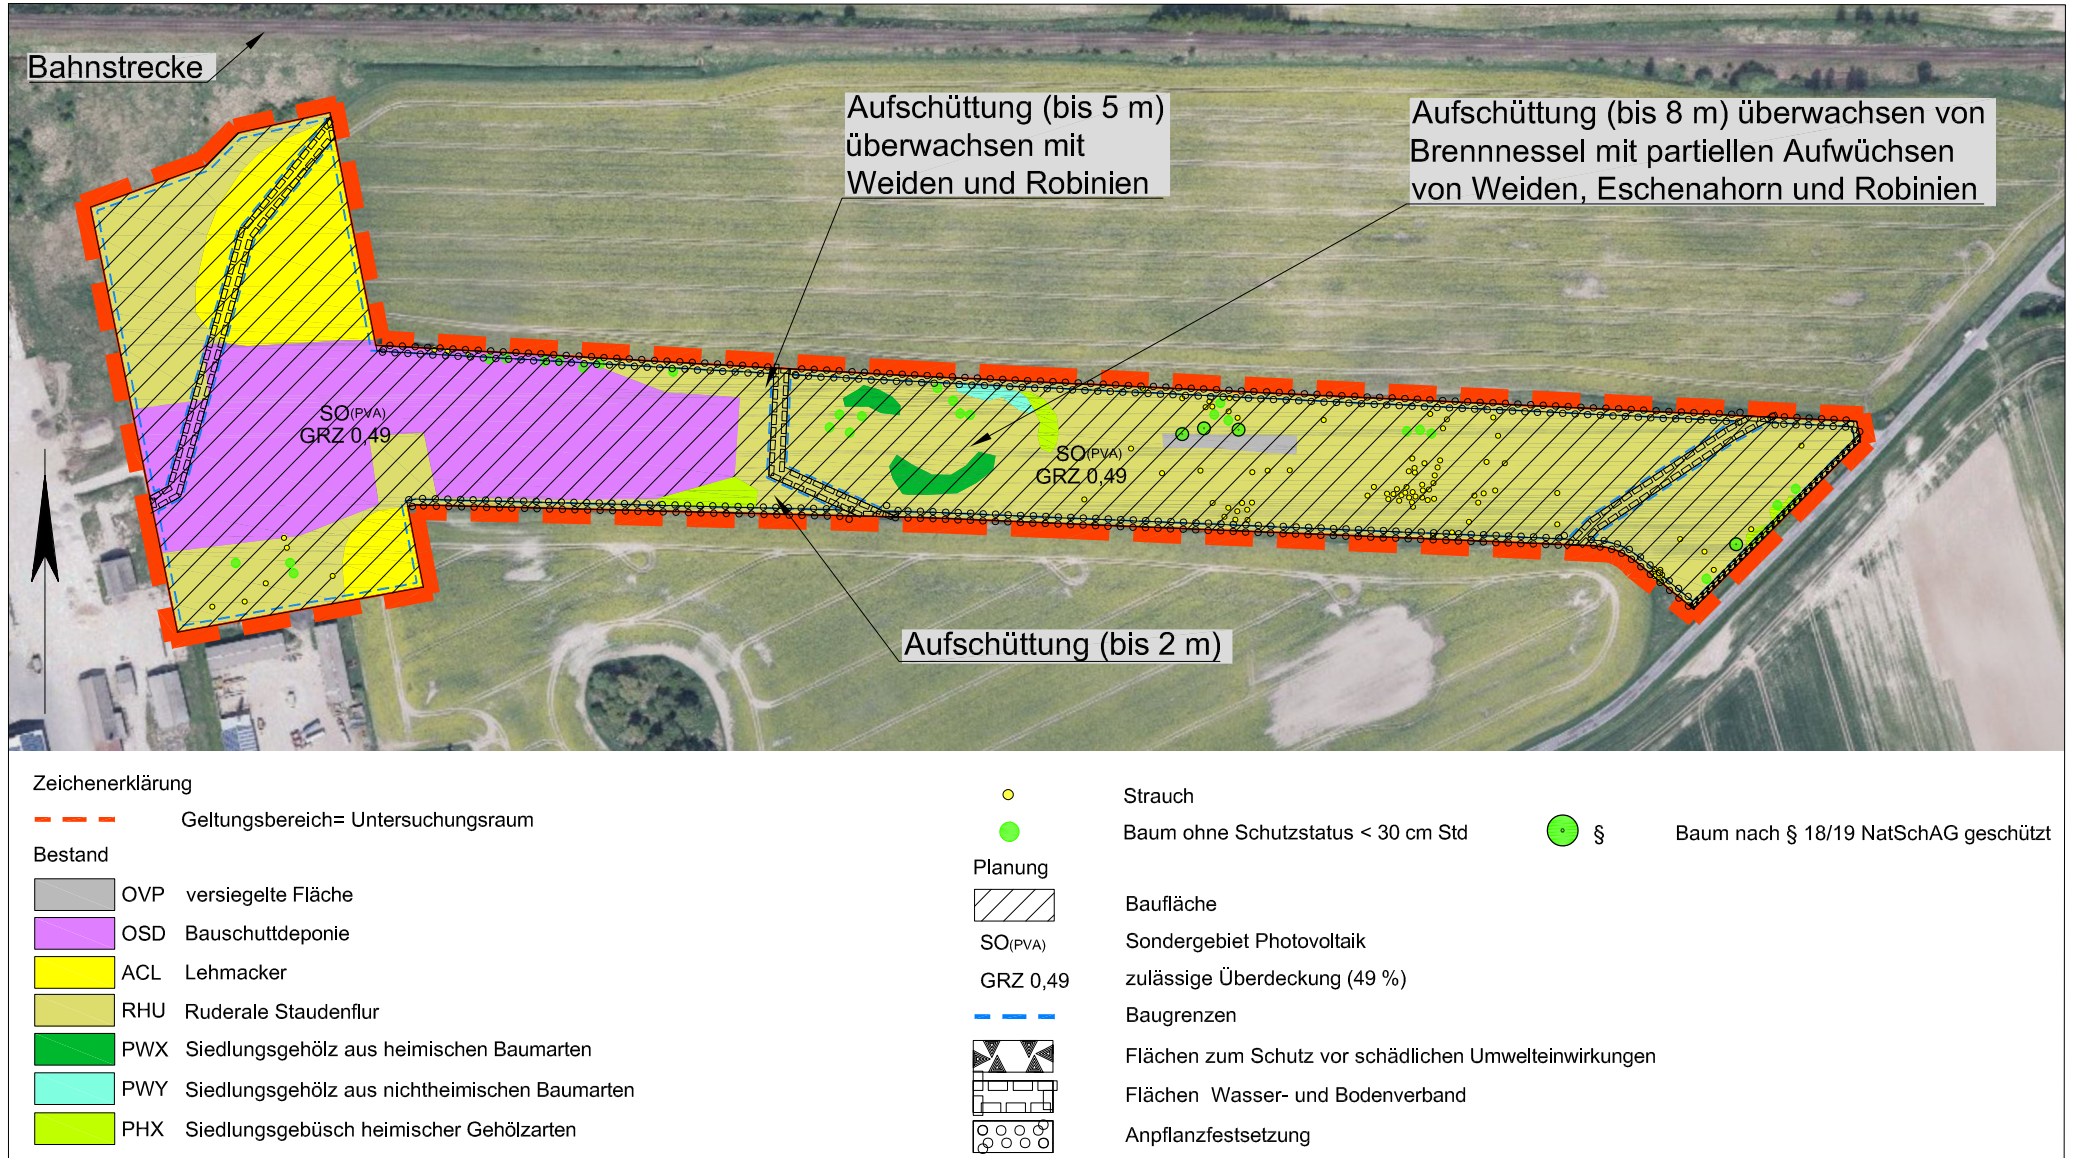 Bahnstrecke
Aufschüttung (bis 5 m)
überwachsen mit
Weiden und Robinien
Aufschüttung (bis 8 m) überwachsen von
Brennnessel mit partiellen Aufwüchsen
von Weiden, Eschenahorn und Robinien
SO(PVA)
GRZ 0,49
SO(PVA)
GRZ 0,49
Aufschüttung (bis 2 m)
Zeichenerklärung
Geltungsbereich= Untersuchungsraum
Bestand
OVP versiegelte Fläche
OSD Bauschuttdeponie
ACL Lehmacker
RHU Ruderale Staudenflur
PWX Siedlungsgehölz aus heimischen Baumarten
PWY Siedlungsgehölz aus nichtheimischen Baumarten
PHX Siedlungsgebüsch heimischer Gehölzarten
Strauch
Baum ohne Schutzstatus < 30 cm Std
§ Baum nach § 18/19 NatSchAG geschützt
Planung
Baufläche
SO(PVA) Sondergebiet Photovoltaik
GRZ 0,49 zulässige Überdeckung (49 %)
Baugrenzen
Flächen zum Schutz vor schädlichen Umwelteinwirkungen
Flächen Wasser- und Bodenverband
Anpflanzfestsetzung